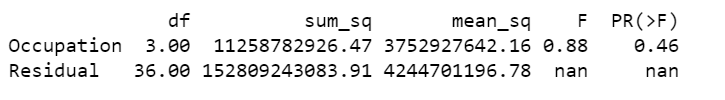 df sum_sq mean_sq F PR(>F)
Occupation 3.00 11258782926.47 3752927642.16 0.88 0.46
Residual 36.00 152809243083.91 4244701196.78 nan nan